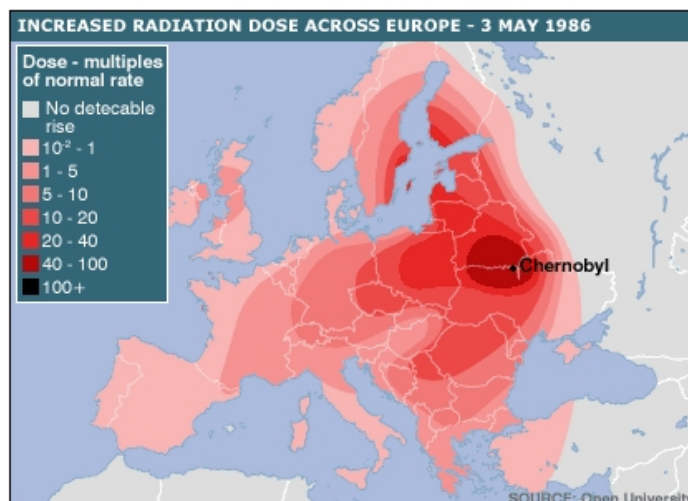 INCREASED RADIATION DOSE ACROSS EUROPE - 3 MAY 1986
Dose - multiples
of normal rate
No detecable
rise
10⁻² - 1
1 - 5
5 - 10
10 - 20
20 - 40
40 - 100
100+
Chernobyl
SOURCE: Open University